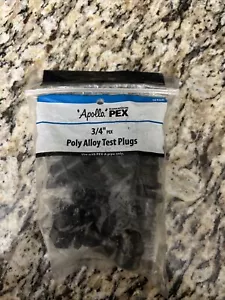 "Apollo" PEX
3/4" PEX
Poly Alloy Test Plugs